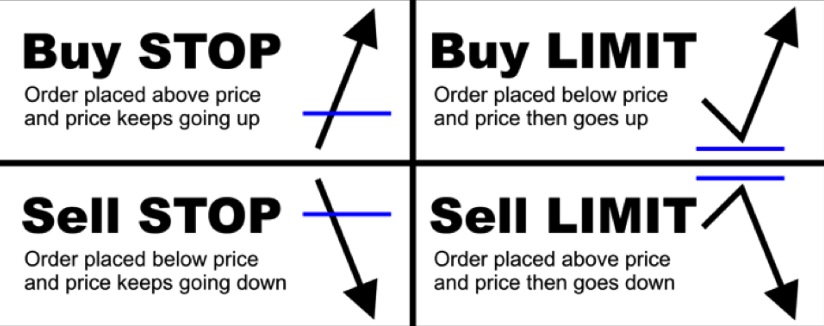 Buy STOP
Order placed above price
and price keeps going up
Buy LIMIT
Order placed below price
and price then goes up
Sell STOP
Order placed below price
and price keeps going down
Sell LIMIT
Order placed above price
and price then goes down